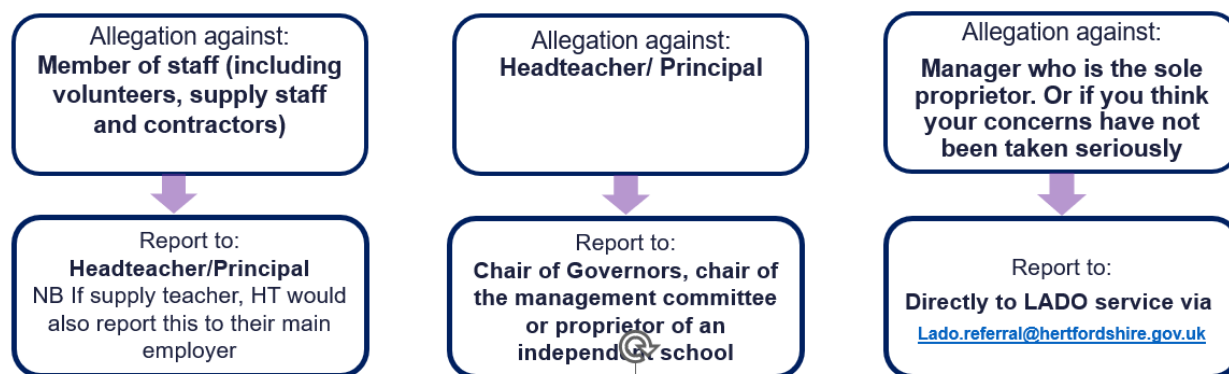 Allegation against:
Member of staff (including
volunteers, supply staff
and contractors)
Report to:
Headteacher/Principal
NB If supply teacher, HT would
also report this to their main
employer
Allegation against:
Headteacher/ Principal
Report to:
Chair of Governors, chair of
the management committee
or proprietor of an
independent school
Allegation against:
Manager who is the sole
proprietor. Or if you think
your concerns have not
been taken seriously
Report to:
Directly to LADO service via
Lado.referral@hertfordshire.gov.uk